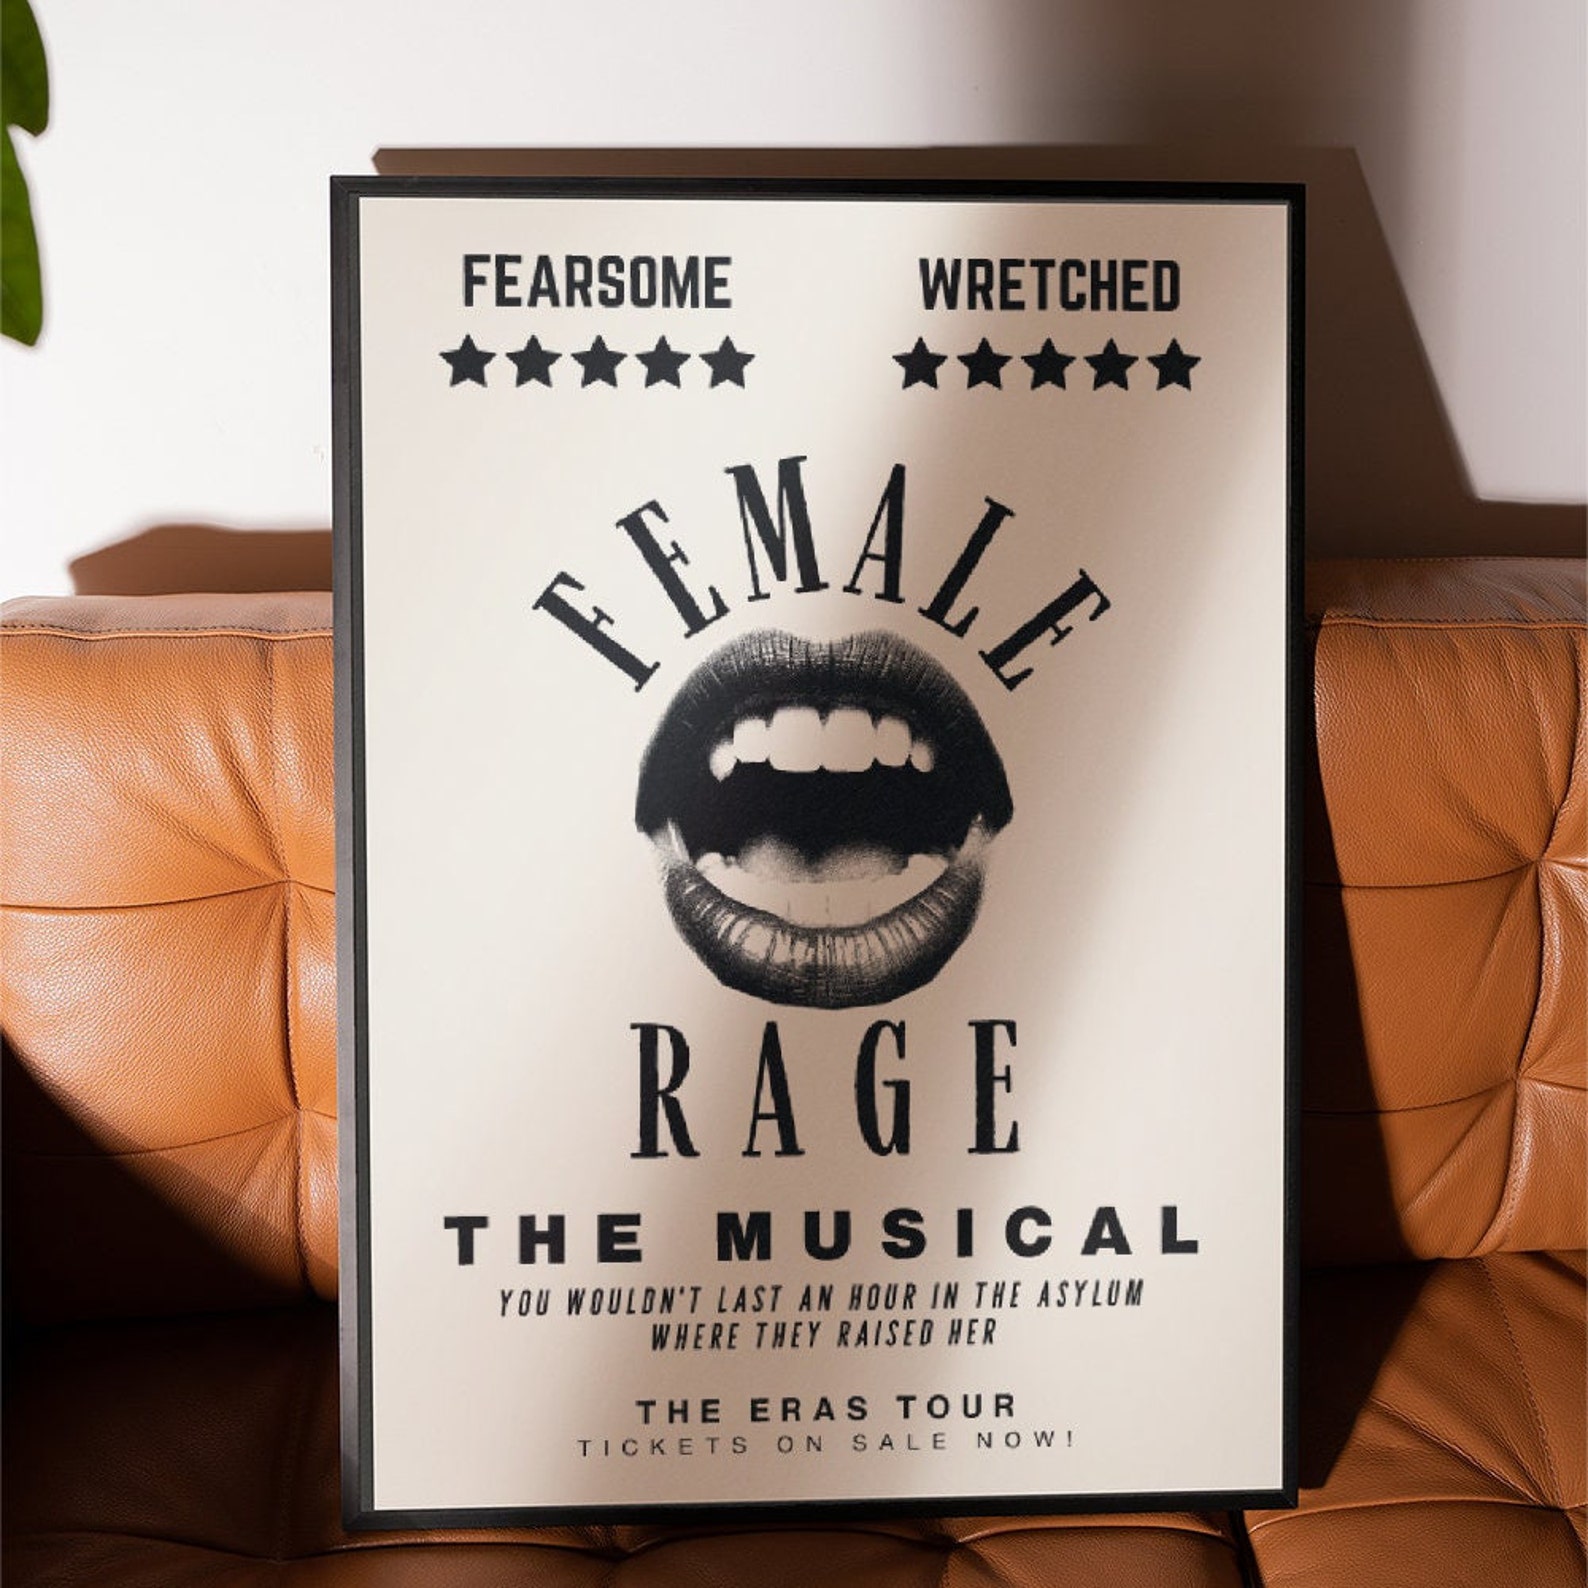 FEARSOME WRETCHED
★★★★★ ★★★★★
FEMALE
RAGE
THE MUSICAL
YOU WOULDN'T LAST AN HOUR IN THE ASYLUM
WHERE THEY RAISED HER
THE ERAS TOUR
TICKETS ON SALE NOW!